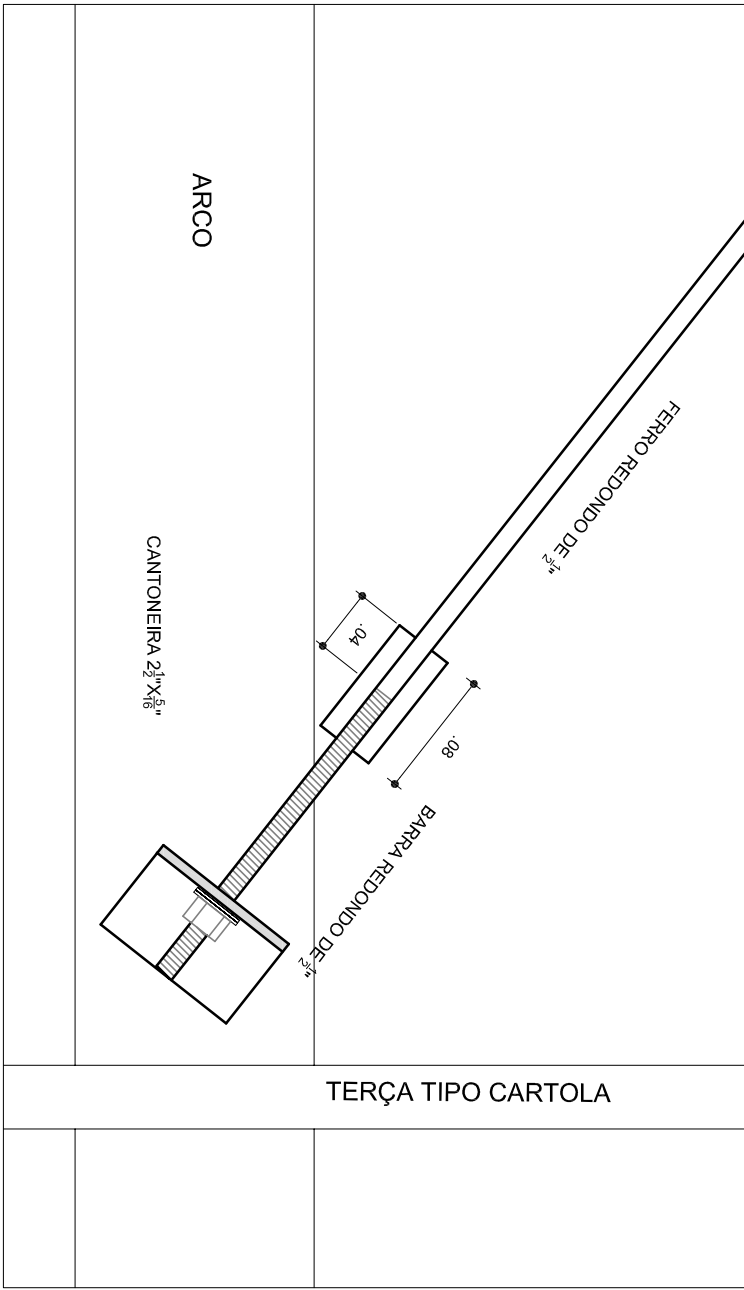 ARCO
FERRO REDONDO DE 1/2"
CANTONEIRA 2 1/2"X 5/16"
.04
.08
BARRA REDONDO DE 1/2"
TERÇA TIPO CARTOLA